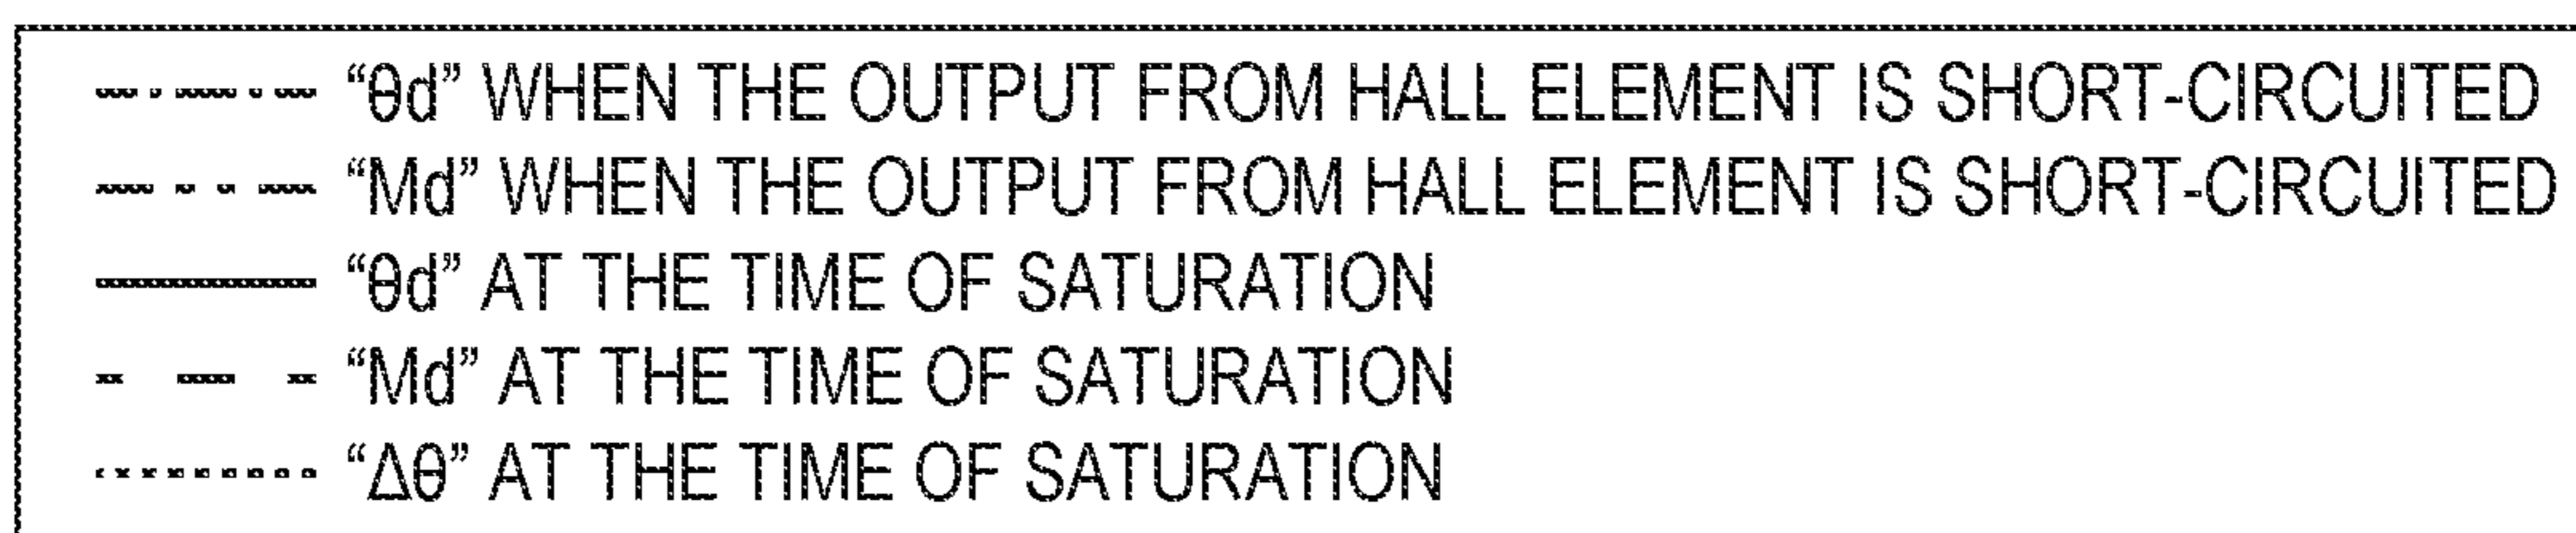 “θd” WHEN THE OUTPUT FROM HALL ELEMENT IS SHORT-CIRCUITED
“Md” WHEN THE OUTPUT FROM HALL ELEMENT IS SHORT-CIRCUITED
“θd” AT THE TIME OF SATURATION
“Md” AT THE TIME OF SATURATION
“Δθ” AT THE TIME OF SATURATION